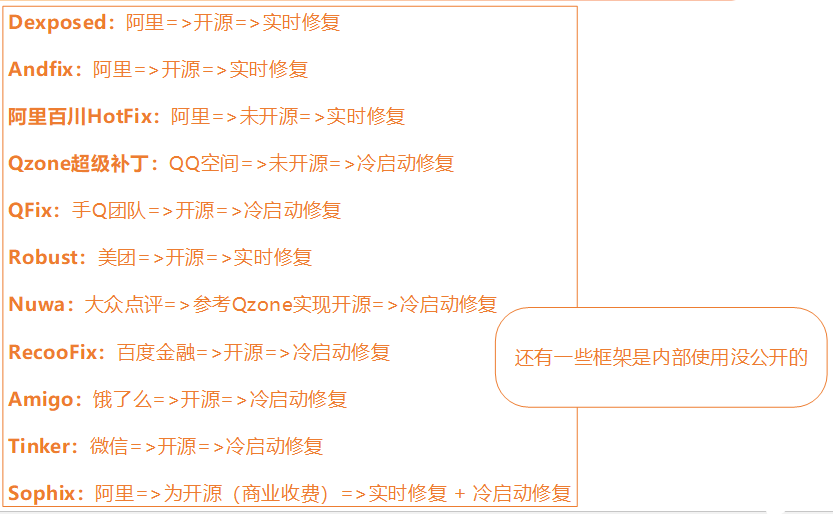 Dexposed：阿里=>开源=>实时修复
Andfix：阿里=>开源=>实时修复
阿里百川HotFix：阿里=>未开源=>实时修复
Qzone超级补丁：QQ空间=>未开源=>冷启动修复
QFix：手Q团队=>开源=>冷启动修复
Robust：美团=>开源=>实时修复
Nuwa：大众点评=>参考Qzone实现开源=>冷启动修复
RecooFix：百度金融=>开源=>冷启动修复
还有一些框架是内部使用没公开的
Amigo：饿了么=>开源=>冷启动修复
Tinker：微信=>开源=>冷启动修复
Sophix：阿里=>为开源（商业收费）=>实时修复 + 冷启动修复